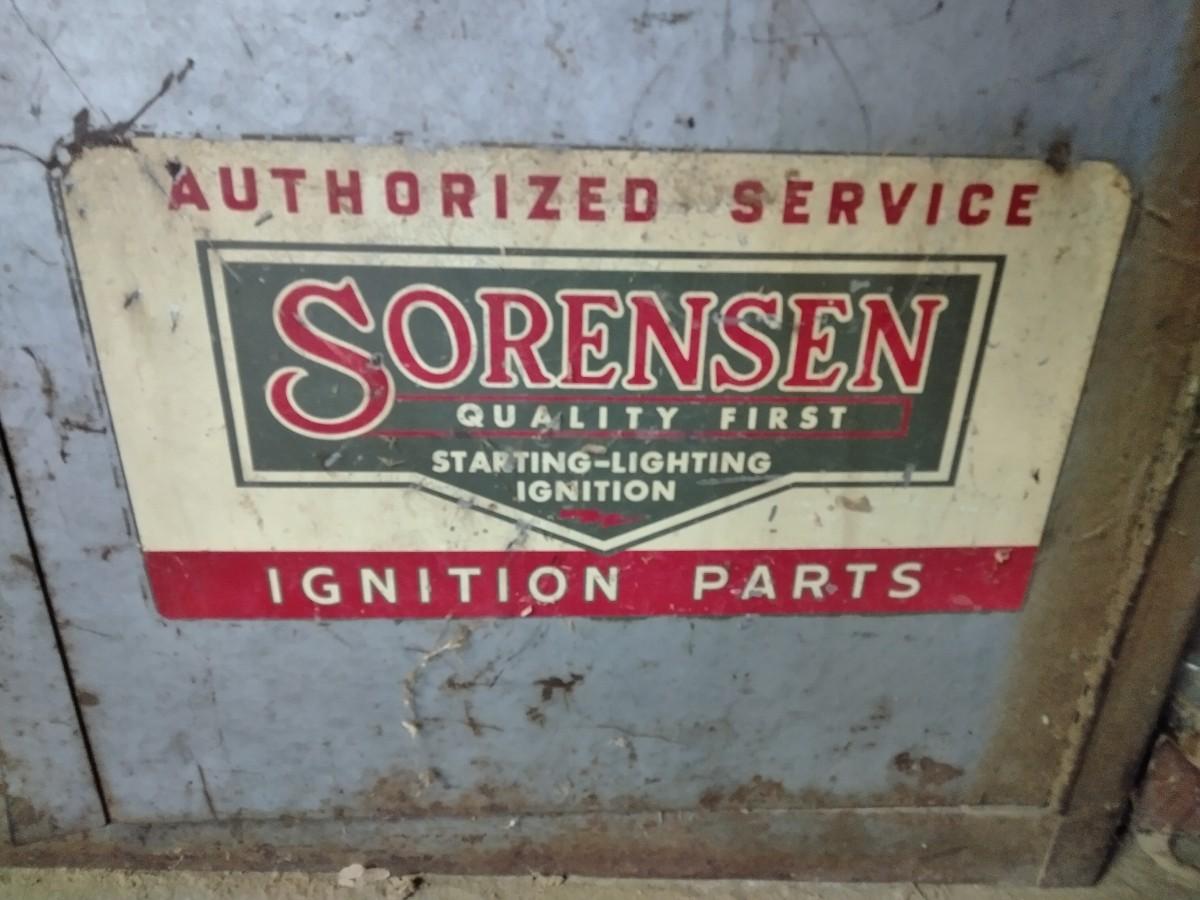 AUTHORIZED SERVICE
SORENSEN
QUALITY FIRST
STARTING-LIGHTING
IGNITION
IGNITION PARTS